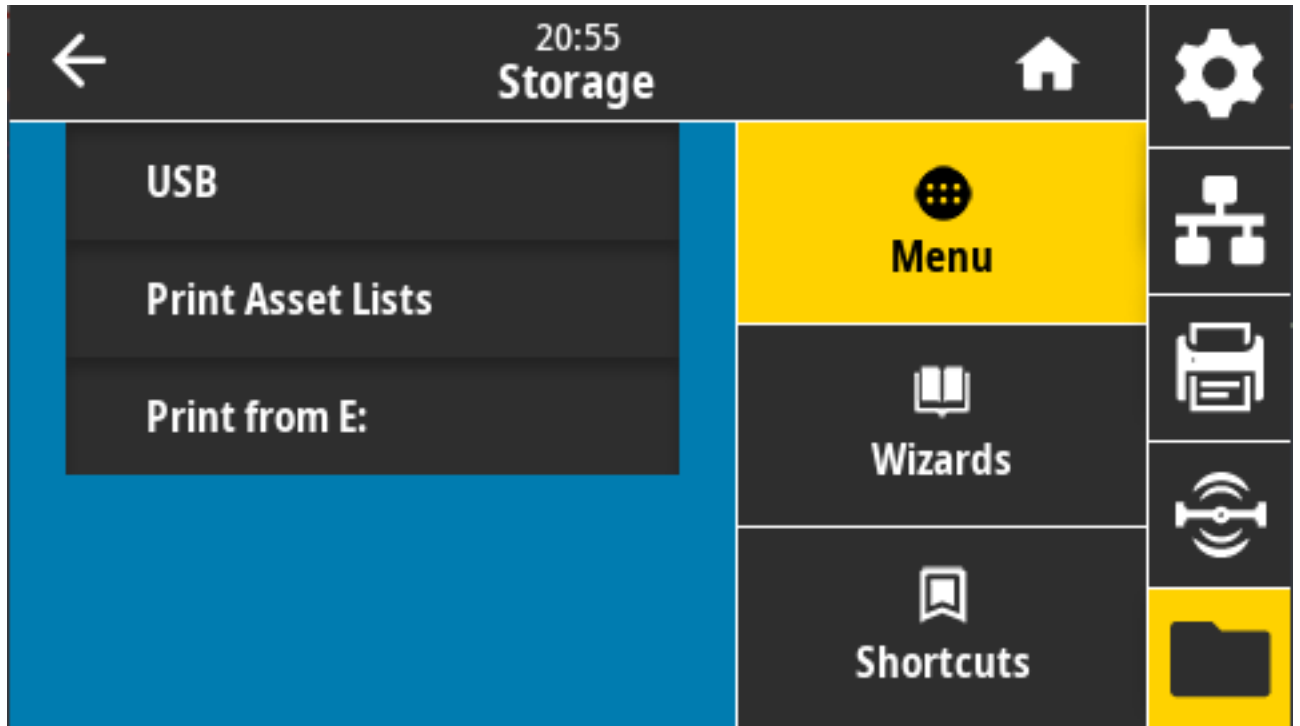 20:55
Storage
USB
Print Asset Lists
Print from E:
Menu
Wizards
Shortcuts